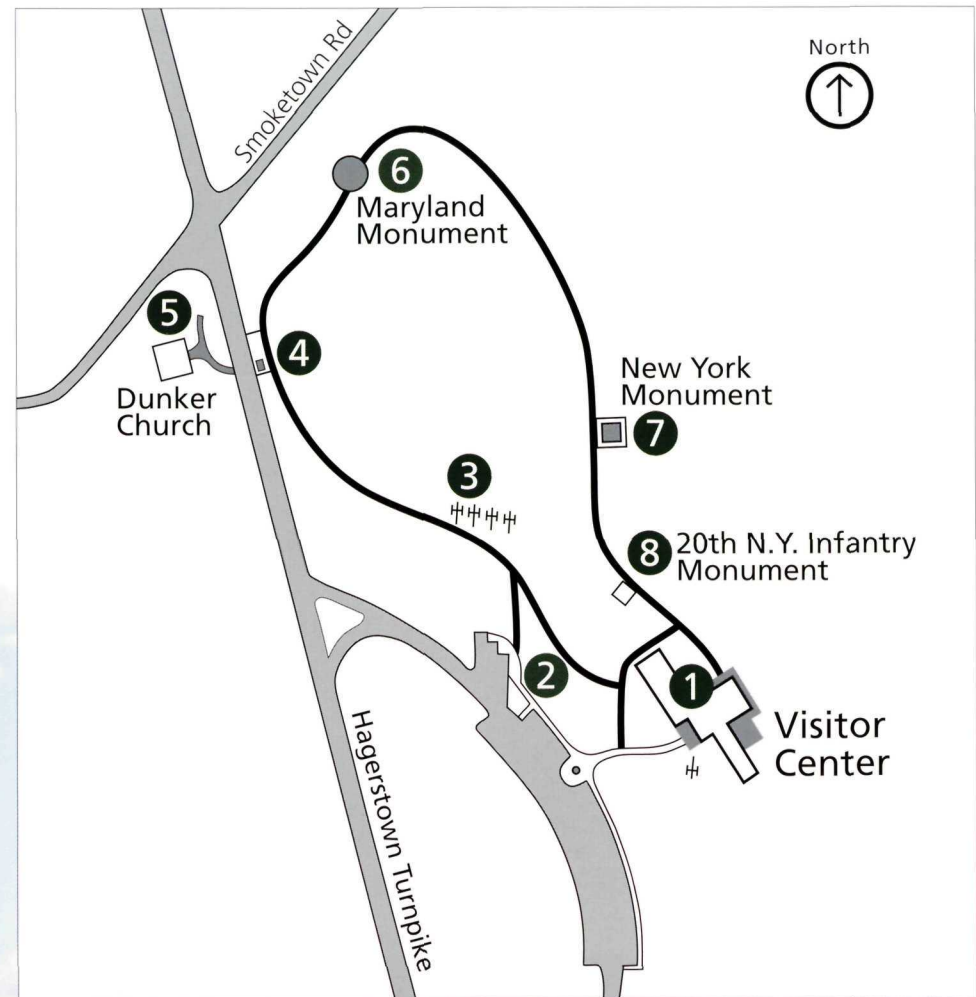 North
Smoketown Rd
6
Maryland
Monument
5
4
Dunker
Church
New York
Monument
7
3
8
20th N.Y. Infantry
Monument
2
1
Visitor
Center
Hagerstown Turnpike